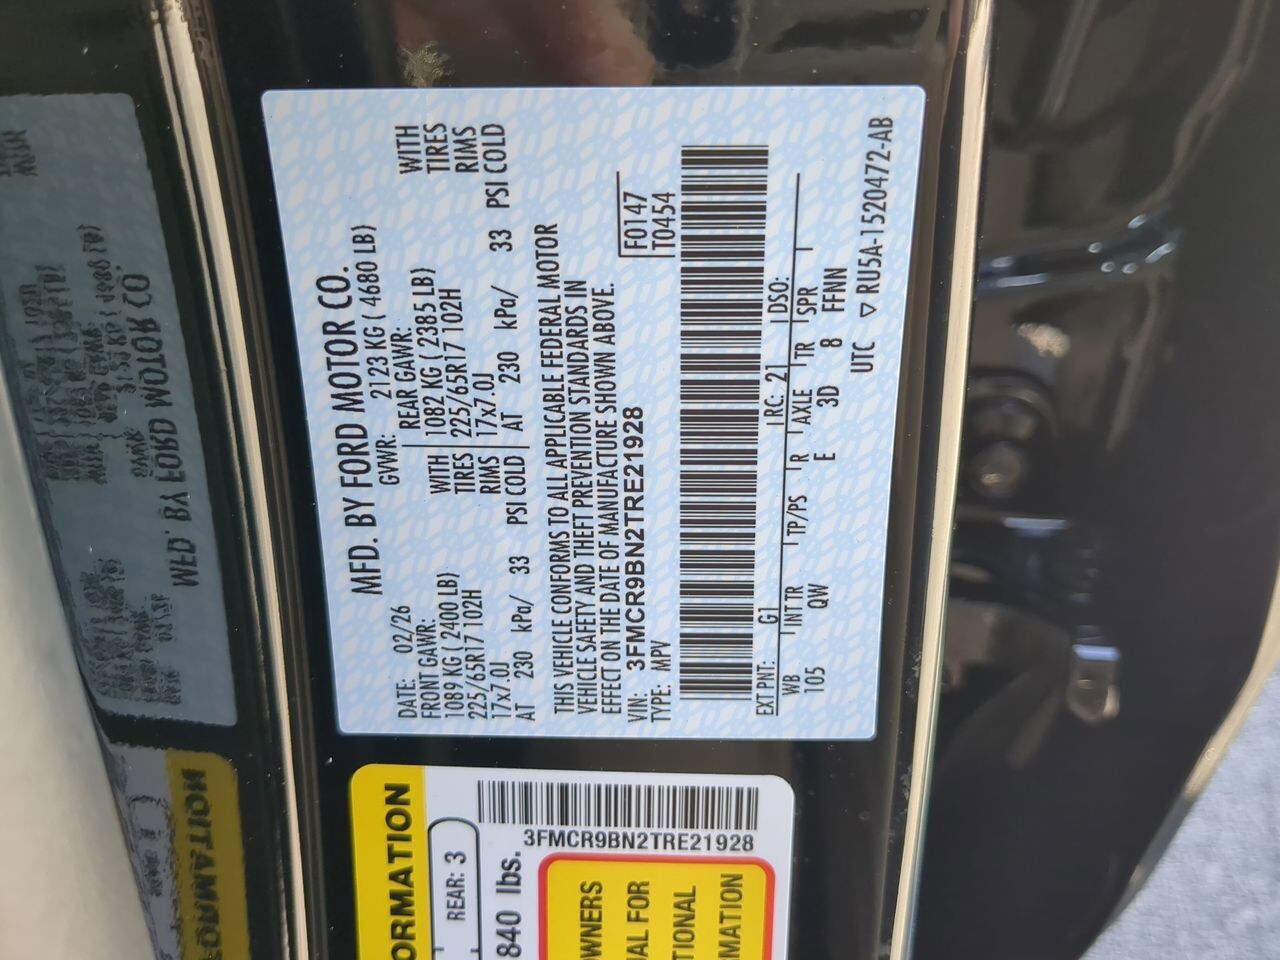 MFD. BY FORD MOTOR CO.
DATE: 02/26 GVWR: 2123 KG ( 4680 LB)
FRONT GAWR: REAR GAWR:
1089 KG ( 2400 LB) WITH 1082 KG ( 2385 LB) WITH
225/65R17 102H TIRES 225/65R17 102H TIRES
17x7.0J RIMS 17x7.0J RIMS
AT 230 kPa/ 33 PSI COLD AT 230 kPa/ 33 PSI COLD
THIS VEHICLE CONFORMS TO ALL APPLICABLE FEDERAL MOTOR
VEHICLE SAFETY AND THEFT PREVENTION STANDARDS IN
EFFECT ON THE DATE OF MANUFACTURE SHOWN ABOVE.
VIN: 3FMCR9BN2TRE21928 F0147
TYPE: MPV T0454
EXT PNT: G1 RC: 21 DSO:
WB INT TR TP/PS R AXLE TR SPR
105 QW E 3D 8 FFNN
UTC ▽ RU5A-1520472-AB
ORMATION
REAR: 3
840 lbs.
3FMCR9BN2TRE21928
OWNERS
UAL FOR
TIONAL
MATION
MFD. BY FORD MOTOR CO.